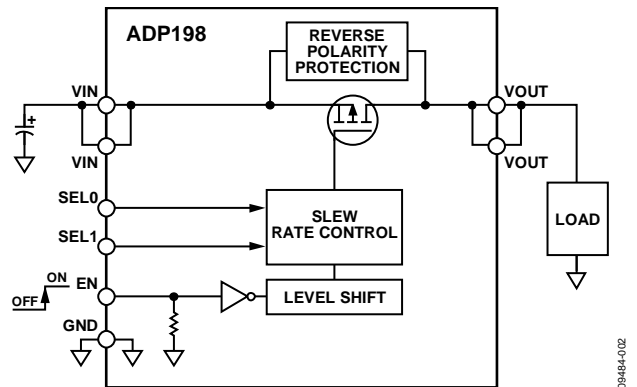 ADP198
REVERSE
POLARITY
PROTECTION
VIN
VOUT
+
VIN
VOUT
SEL0
SLEW
RATE CONTROL
LOAD
SEL1
ON
EN
OFF
LEVEL SHIFT
GND
09484-002